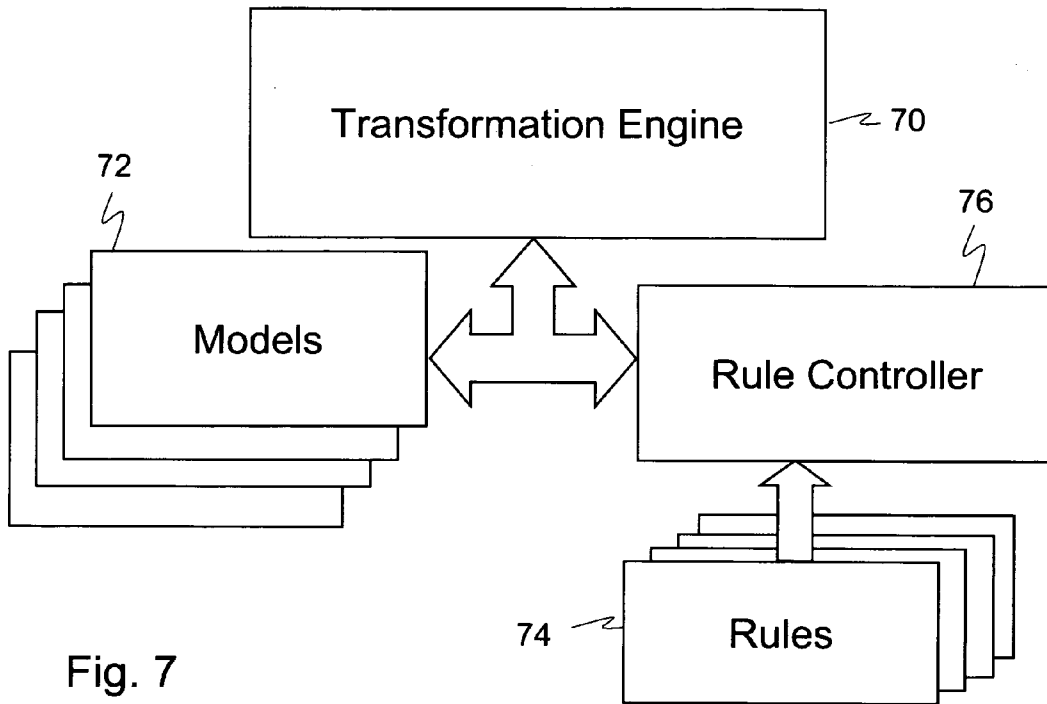 Transformation Engine
70
72
76
Models
Rule Controller
74
Rules
Fig. 7